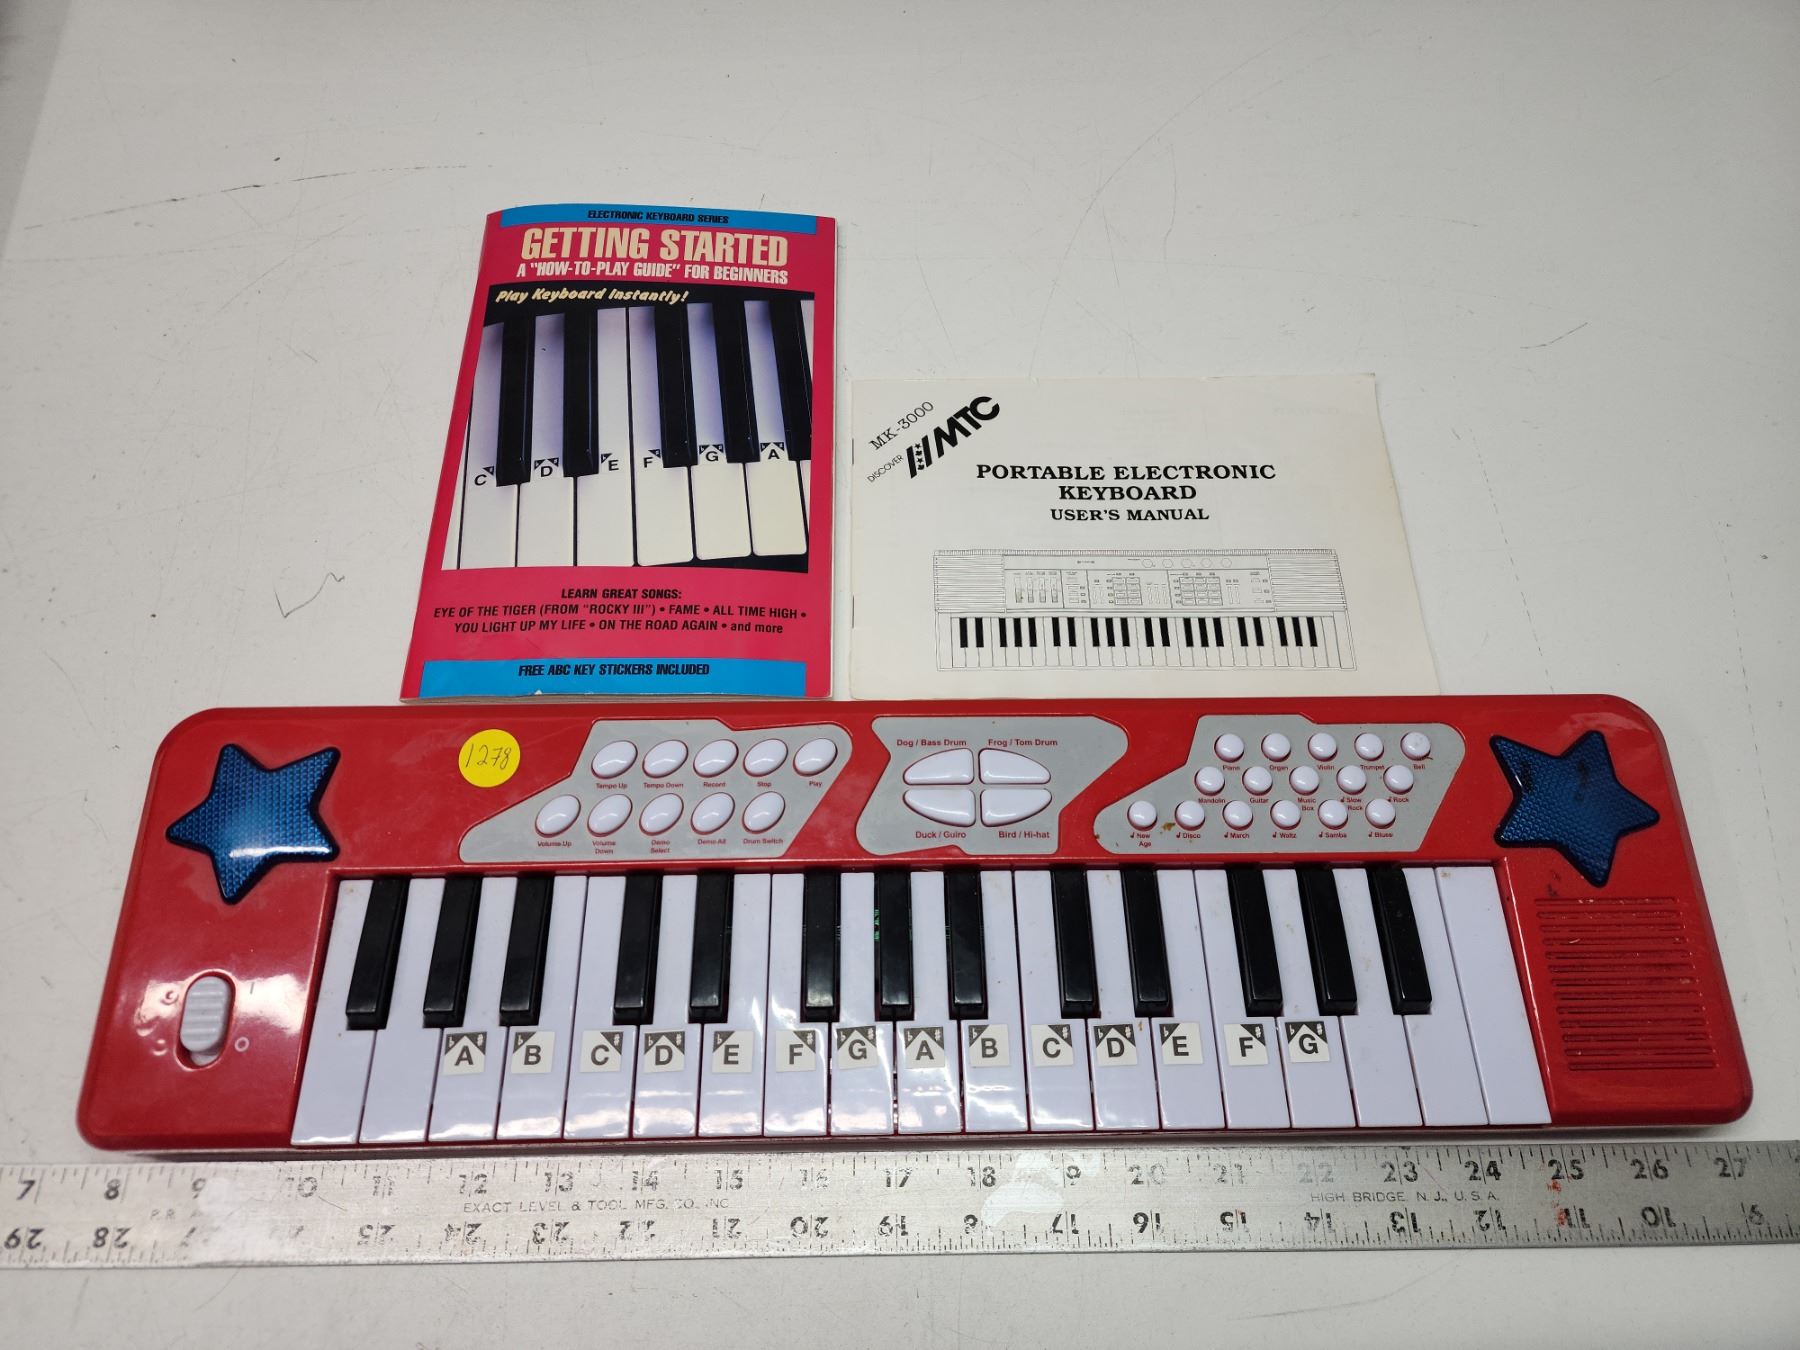 ELECTRONIC KEYBOARD SERIES
GETTING STARTED
A "HOW-TO-PLAY GUIDE" FOR BEGINNERS
Play Keyboard Instantly!
C D E F G A
LEARN GREAT SONGS:
EYE OF THE TIGER (FROM "ROCKY III") • FAME • ALL TIME HIGH •
YOU LIGHT UP MY LIFE • ON THE ROAD AGAIN • and more
FREE ABC KEY STICKERS INCLUDED
MK-3000
DISCOVER MTC
PORTABLE ELECTRONIC
KEYBOARD
USER'S MANUAL
1278
Tempo Up Tempo Down Record Stop Play
Volume Up Volume Down Demo Select Demo All Drum Switch
Dog / Bass Drum Frog / Tom Drum
Duck / Guiro Bird / Hi-hat
Piano Organ Violin Trumpet Bell
Mandolin Guitar Music Box Slow Rock Rock
New Age Disco March Waltz Samba Bluse
A B C D E F G A B C D E F G
7 8 9 10 12 13 14 15 16 17 18 19 20 21 22 23 24 25 26 27
EXACT LEVEL & TOOL MFG. CO. INC
HIGH BRIDGE, N. J., U. S. A.
29 28 27 26 25 24 23 22 21 20 19 18 17 16 15 14 13 12 11 10 9